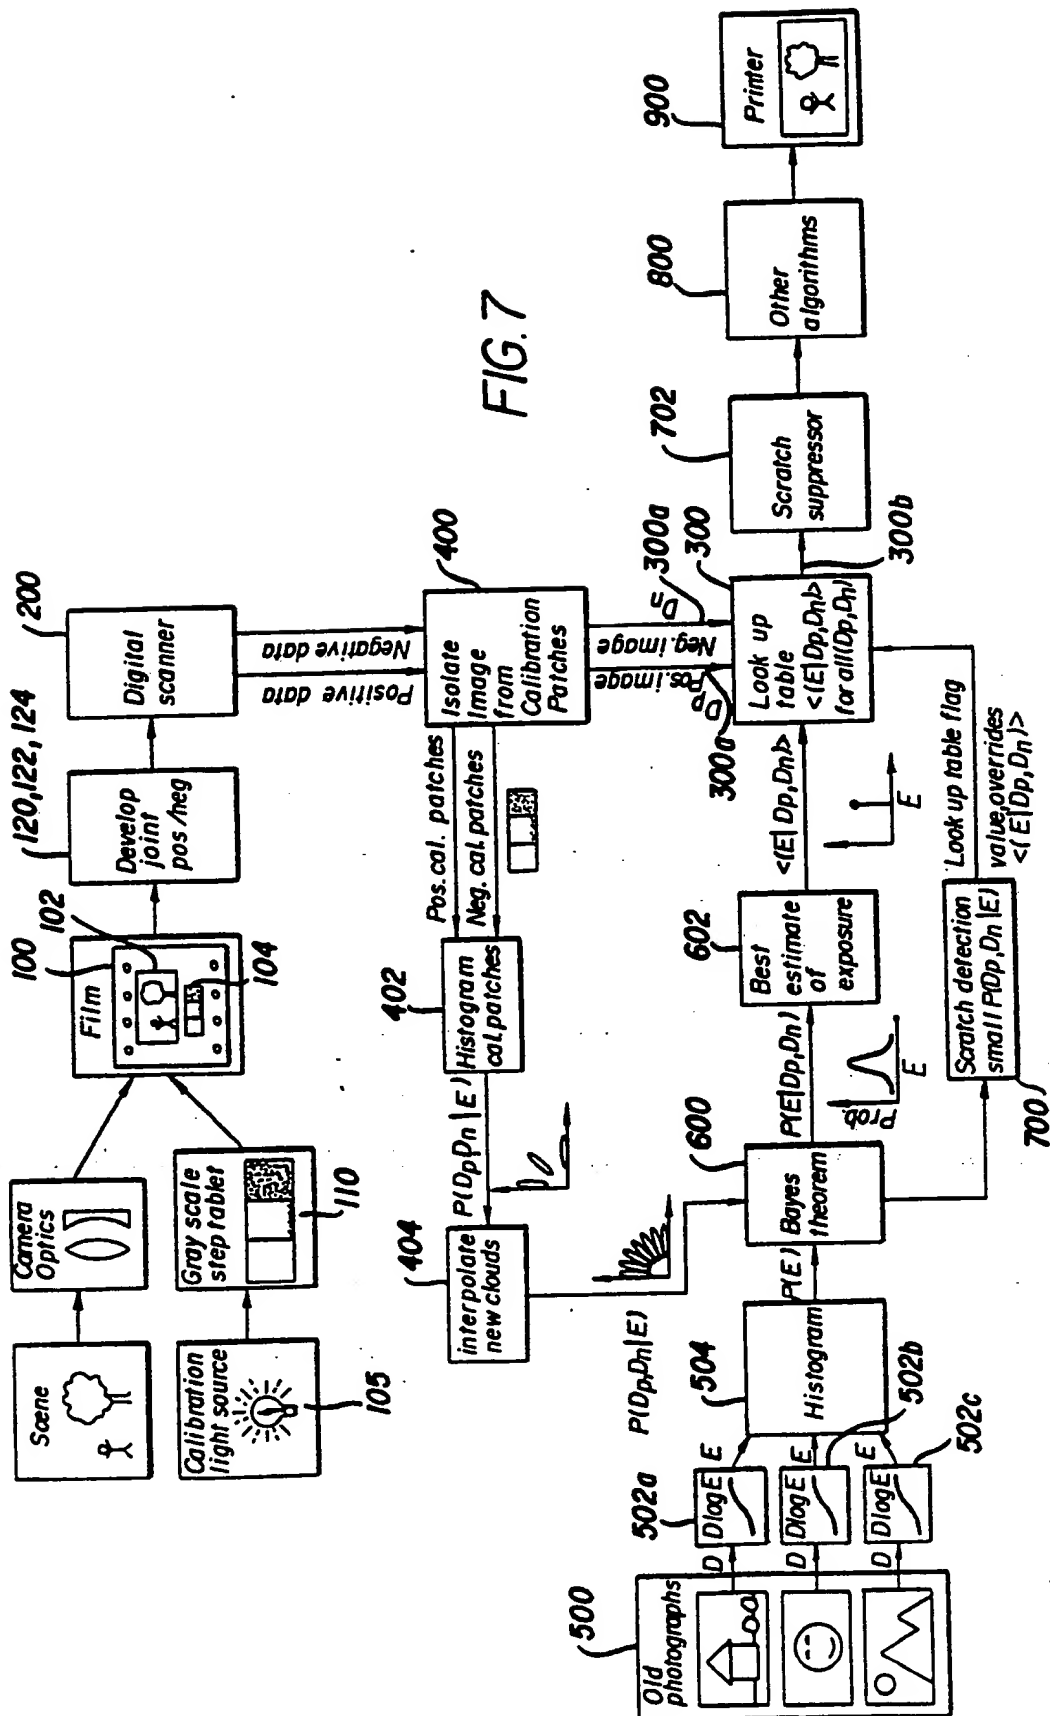 Scene
Camera
Optics
Calibration
light source
105
Gray scale
step tablet
110
Film
100
102
104
120,122,124
Develop
joint
pos/neg
200
Digital
scanner
Positive data
Negative data
FIG.7
400
Isolate
Image
from
Calibration
Patches
Pos.cal. patches
Neg.cal.patches
402
Histogram
cal.patches
P(Dp,Dn|E)
404
interpolate
new clouds
P(Dp,Dn|E)
Pos.image
Dp
300a
Neg.image
Dn
300a
300
Look up
table
<(E|Dp,Dn)>
for all(Dp,Dn)
300b
500
Old
photographs
D
D
D
502a
DlogE
DlogE
502b
DlogE
502c
E
E
E
504
Histogram
P(E)
600
Bayes
theorem
P(E|Dp,Dn)
Prob.
E
602
Best
estimate
of
exposure
<(E|Dp,Dn)>
E
700
Scratch detection
small P(Dp,Dn|E)
Look up table flag
value,overrides
<(E|Dp,Dn)>
702
Scratch
suppressor
800
Other
algorithms
900
Printer